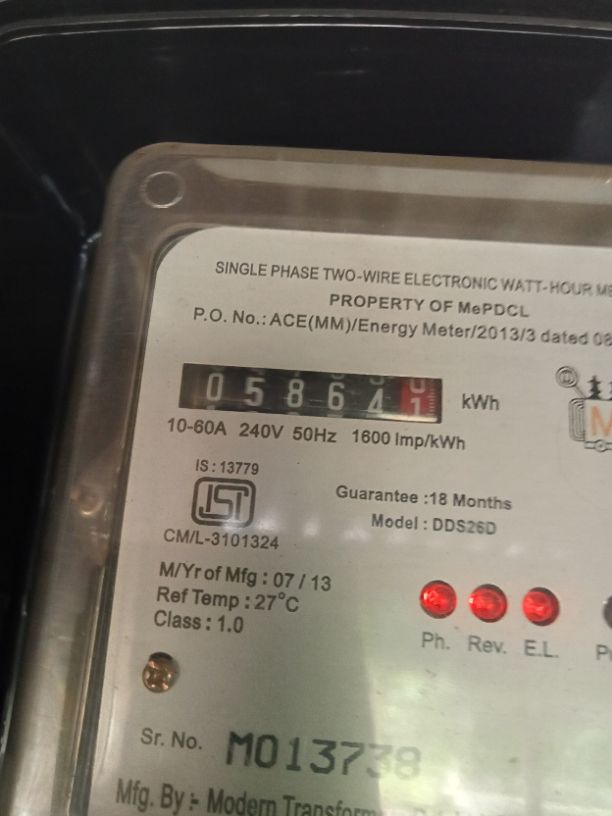 SINGLE PHASE TWO-WIRE ELECTRONIC WATT-HOUR
PROPERTY OF MePDCL
P.O. No.: ACE(MM)/Energy Meter/2013/3 dated 08
0 5 8 6 4 1 kWh
10-60A 240V 50Hz 1600 Imp/kWh
IS : 13779
ISI
CM/L-3101324
Guarantee :18 Months
Model : DDS26D
M/Yr of Mfg : 07 / 13
Ref Temp : 27°C
Class : 1.0
Ph. Rev. E.L.
Sr. No. M013738
Mfg. By :- Modern